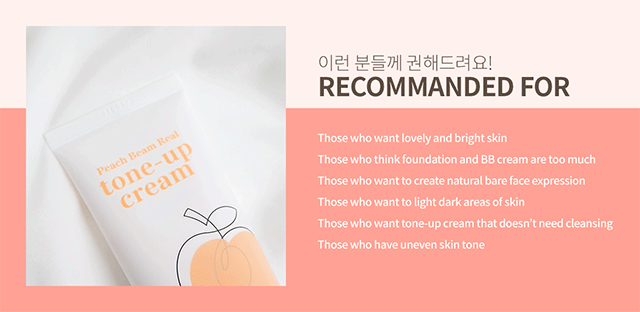 이런 분들께 권해드려요!
RECOMMANDED FOR
Peach Beam Real
tone-up
cream
Those who want lovely and bright skin
Those who think foundation and BB cream are too much
Those who want to create natural bare face expression
Those who want to light dark areas of skin
Those who want tone-up cream that doesn't need cleansing
Those who have uneven skin tone